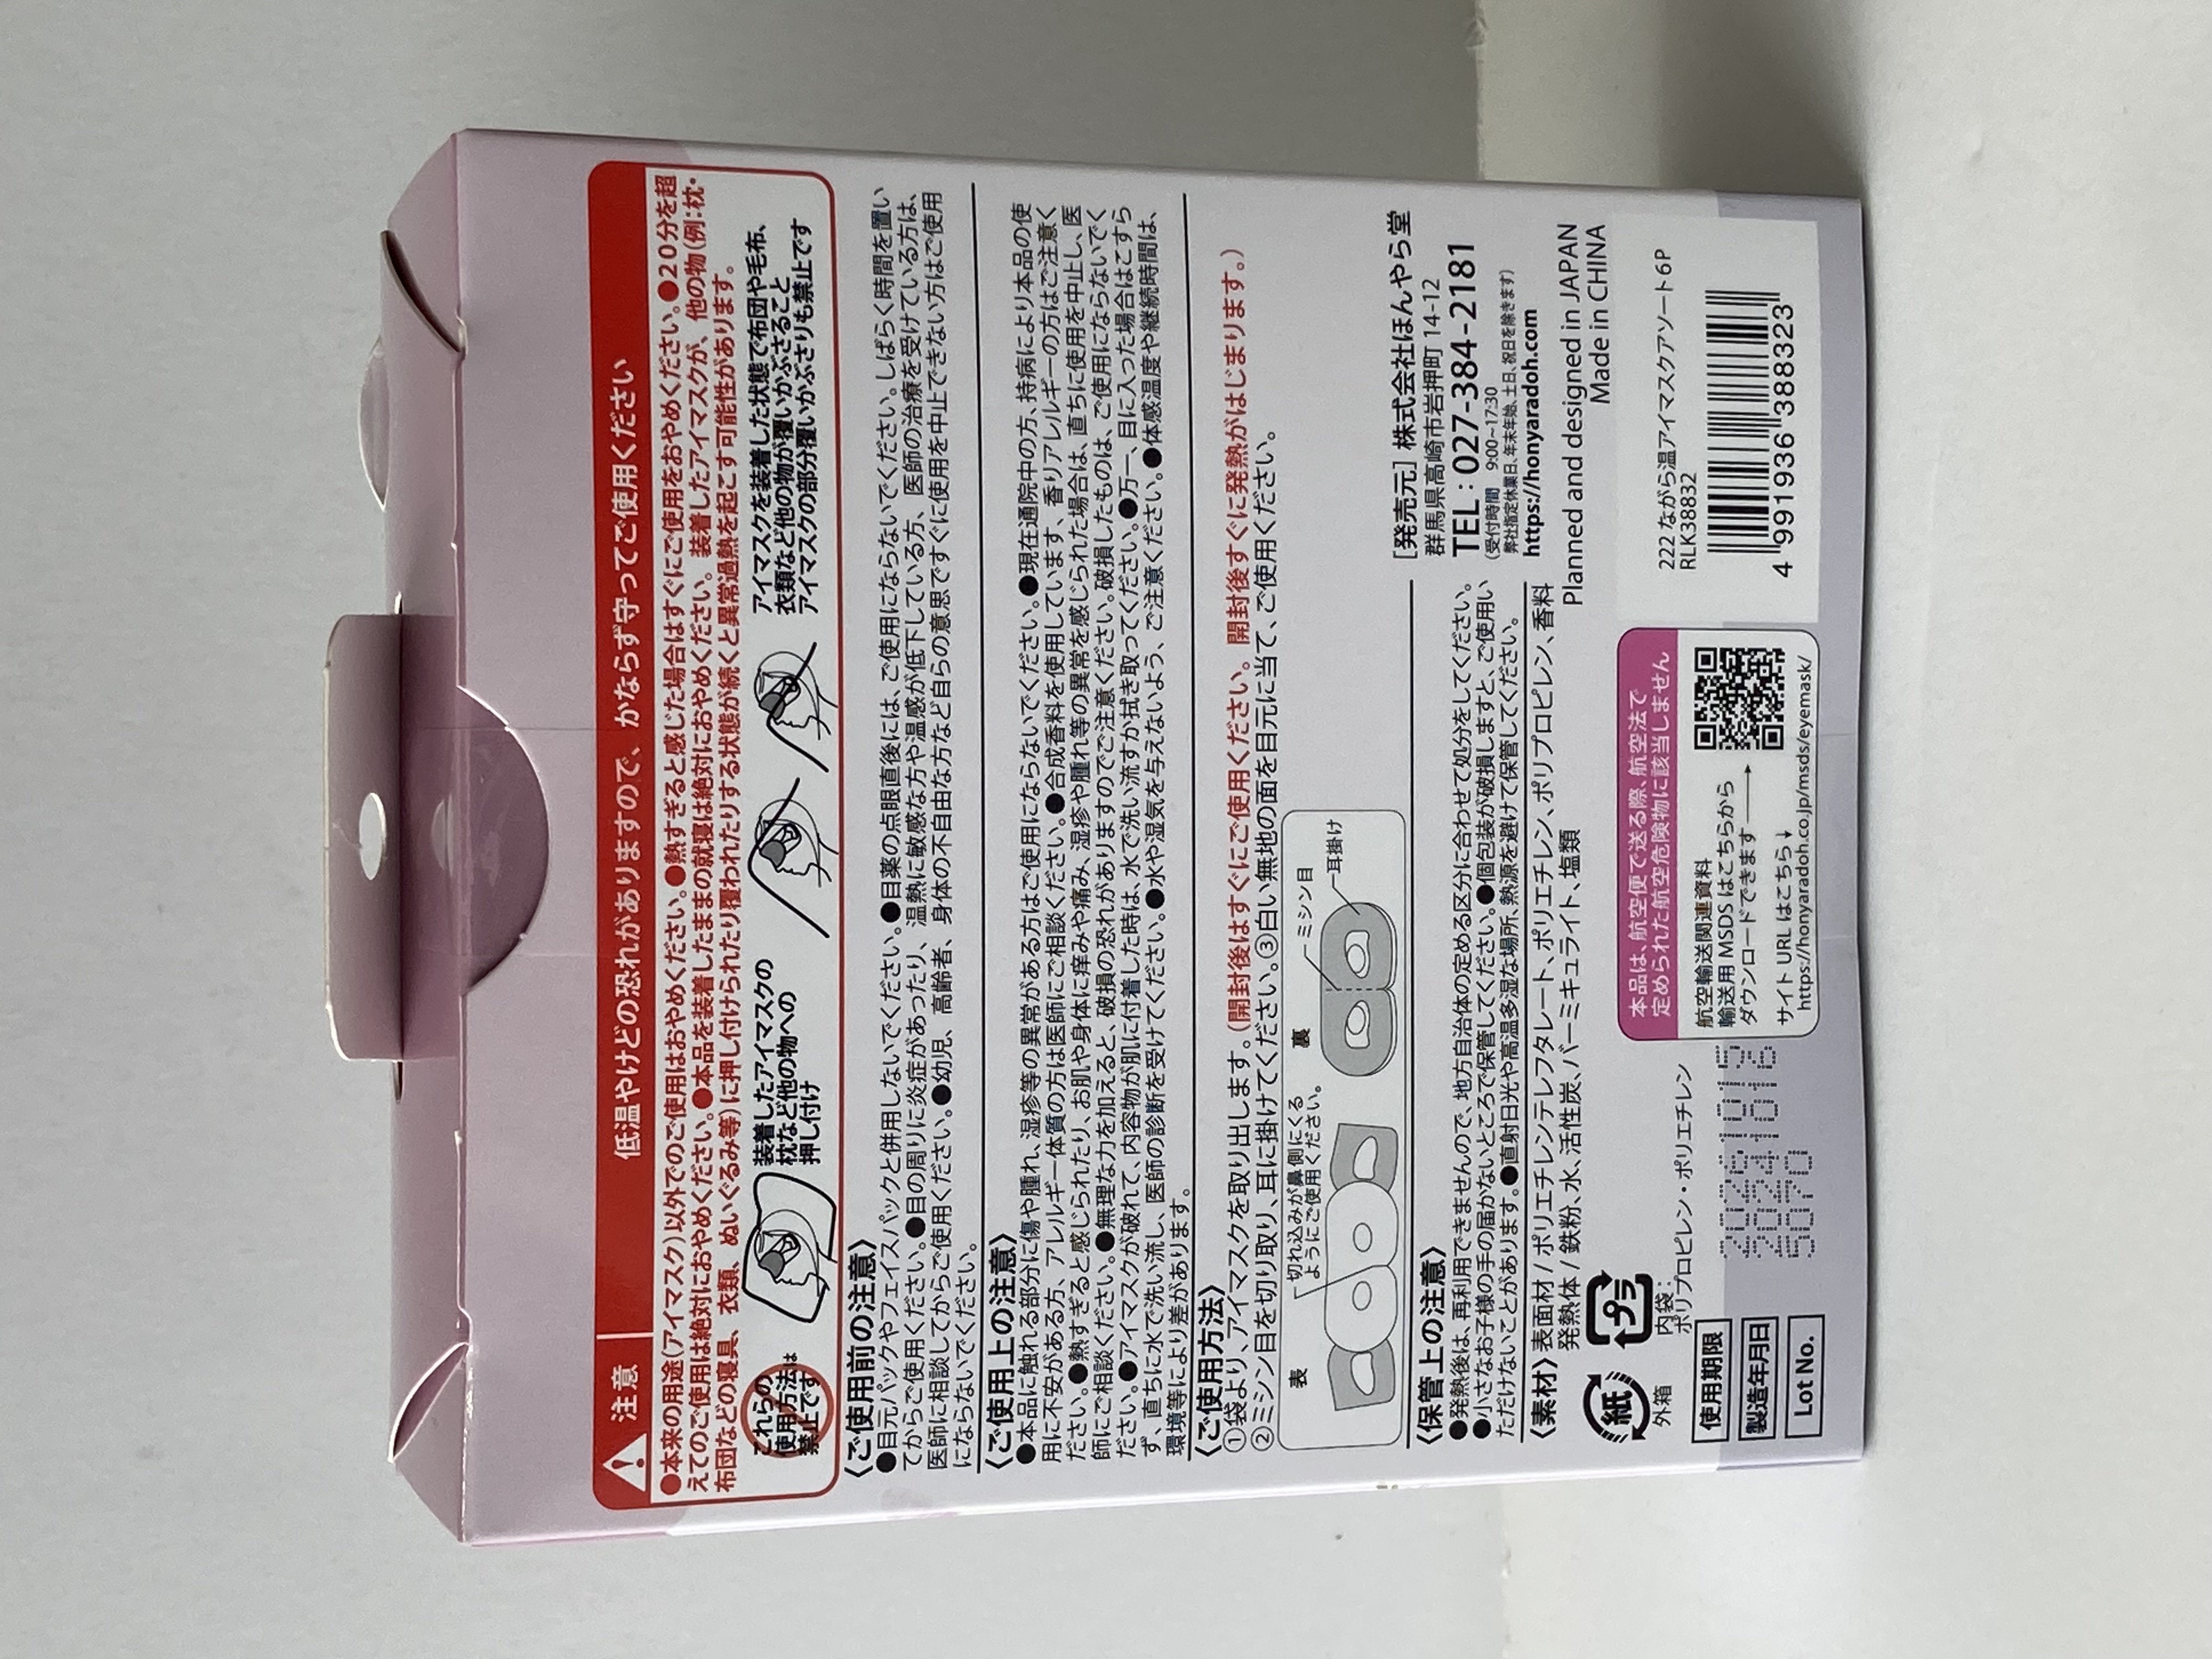 注意
低温やけどの恐れがありますので、かならず守ってご使用ください
●本来の用途(アイマスク)以外でのご使用はおやめください。●熱すぎると感じた場合はすぐにご使用をおやめください。●20分を超
えてのご使用は絶対におやめください。●本品を装着したままの就寝は絶対におやめください。装着したアイマスクが、他の物(例:枕・
布団などの寝具、衣類、ぬいぐるみ等)に押し付けられたり覆われたりする状態が続くと異常過熱を起こす可能性があります。
これらの
使用方法は
禁止です
装着したアイマスクの
枕など他の物への
押し付け
アイマスクを装着した状態で布団や毛布、
衣類など他の物が覆いかぶさること
アイマスクの部分覆いかぶさりも禁止です
〈ご使用前の注意〉
●目元パックやフェイスパックと併用しないでください。●目薬の点眼直後には、ご使用にならないでください。しばらく時間を置い
てからご使用ください。●目の周りに炎症があったり、温熱に敏感な方や温感が低下している方、医師の治療を受けている方は、
医師に相談してからご使用ください。●幼児、高齢者、身体の不自由な方など自らの意思ですぐに使用を中止できない方はご使用
にならないでください。
〈ご使用上の注意〉
●本品に触れる部分に傷や腫れ、湿疹等の異常がある方はご使用にならないでください。●現在通院中の方、持病により本品の使
用に不安がある方、アレルギー体質の方は医師にご相談ください。●合成香料を使用しています、香りアレルギーの方はご注意く
ださい。●熱すぎると感じられたり、お肌や身体に痒みや痛み、湿疹や腫れ等の異常を感じられた場合は、直ちに使用を中止し、医
師にご相談ください。●無理な力を加えると、破損の恐れがありますのでご注意ください。破損したものは、ご使用にならないでく
ださい。●アイマスクが破れて、内容物が肌に付着した時は、水で洗い流すか拭き取ってください。●万一、目に入った場合はこすら
ず、直ちに水で洗い流し、医師の診断を受けてください。●水や湿気を与えないよう、ご注意ください。●体感温度や継続時間は、
環境等により差があります。
〈ご使用方法〉
①袋より、アイマスクを取り出します。(開封後はすぐにご使用ください。開封後すぐに発熱がはじまります。)
②ミシン目を切り取り、耳に掛けてください。③白い無地の面を目元に当て、ご使用ください。
表
切れ込みが鼻側にくる
ようにご使用ください。
裏
ミシン目
耳掛け
〈保管上の注意〉
●発熱後は、再利用できませんので、地方自治体の定める区分に合わせて処分をしてください。
●小さなお子様の手の届かないところで保管してください。●個包装が破損しますと、ご使用い
ただけないことがあります。●直射日光や高温多湿な場所、熱源を避けて保管してください。
〈素材〉表面材/ポリエチレンテレフタレート、ポリエチレン、ポリプロピレン、香料
発熱体/鉄粉、水、活性炭、バーミキュライト、塩類
[発売元]株式会社ほんやら堂
群馬県高崎市岩押町14-12
TEL:027-384-2181
(受付時間 9:00~17:30
弊社指定休業日、年末年始、土日、祝日を除きます)
https://honyaradoh.com
Planned and designed in JAPAN
Made in CHINA
紙
外箱
プラ
内袋:
ポリプロピレン・ポリエチレン
本品は、航空便で送る際、航空法で
定められた航空危険物に該当しません
航空輸送関連資料
輸送用 MSDS はこちらから
ダウンロードできます
サイト URL はこちら↓
https://honyaradoh.co.jp/msds/eyemask/
222 ながら温アイマスクアソート6P
RLK38832
4 991936 388323
使用期限
20261015
製造年月日
20241016
Lot No.
5070